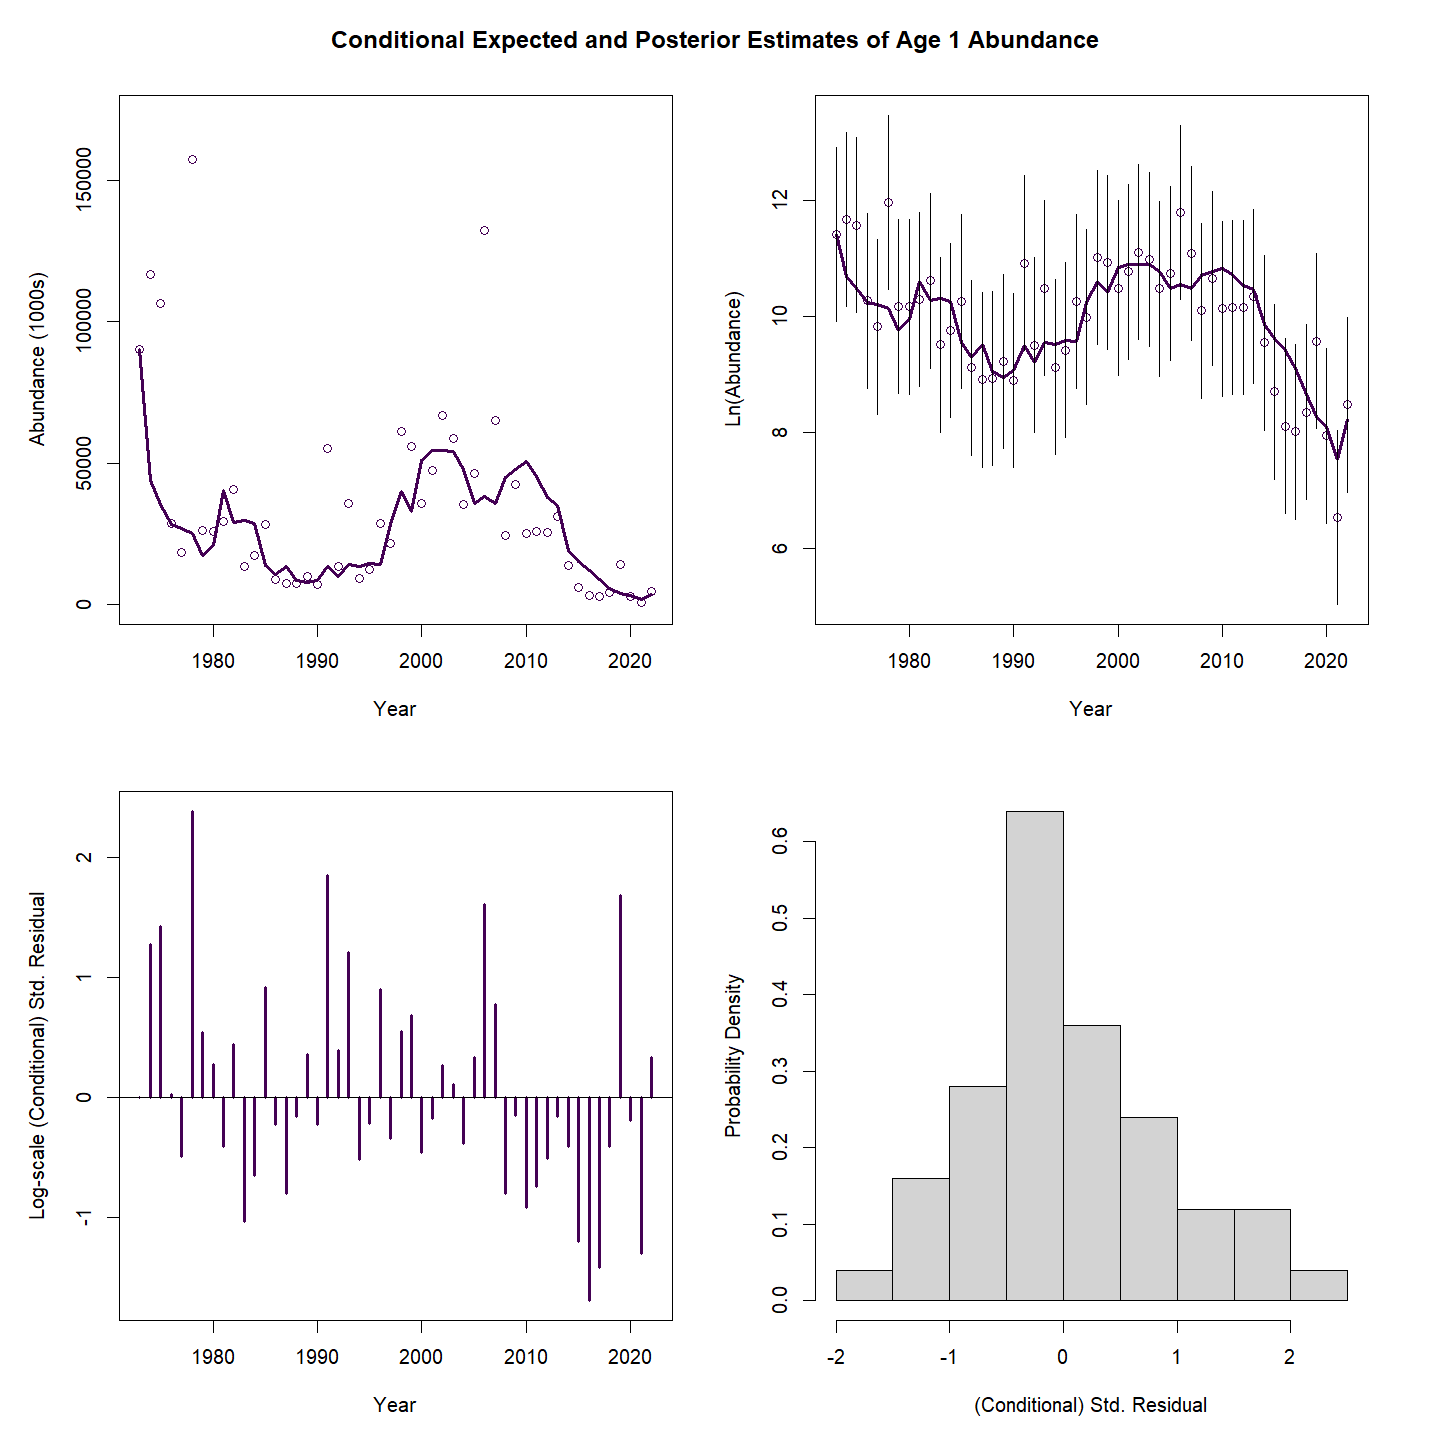 Conditional Expected and Posterior Estimates of Age 1 Abundance
Abundance (1000s)
150000
100000
50000
0
1980 1990 2000 2010 2020
Year
Ln(Abundance)
12
10
8
6
1980 1990 2000 2010 2020
Year
Log-scale (Conditional) Std. Residual
2
1
0
-1
1980 1990 2000 2010 2020
Year
Probability Density
0.6
0.5
0.4
0.3
0.2
0.1
0.0
-2 -1 0 1 2
(Conditional) Std. Residual